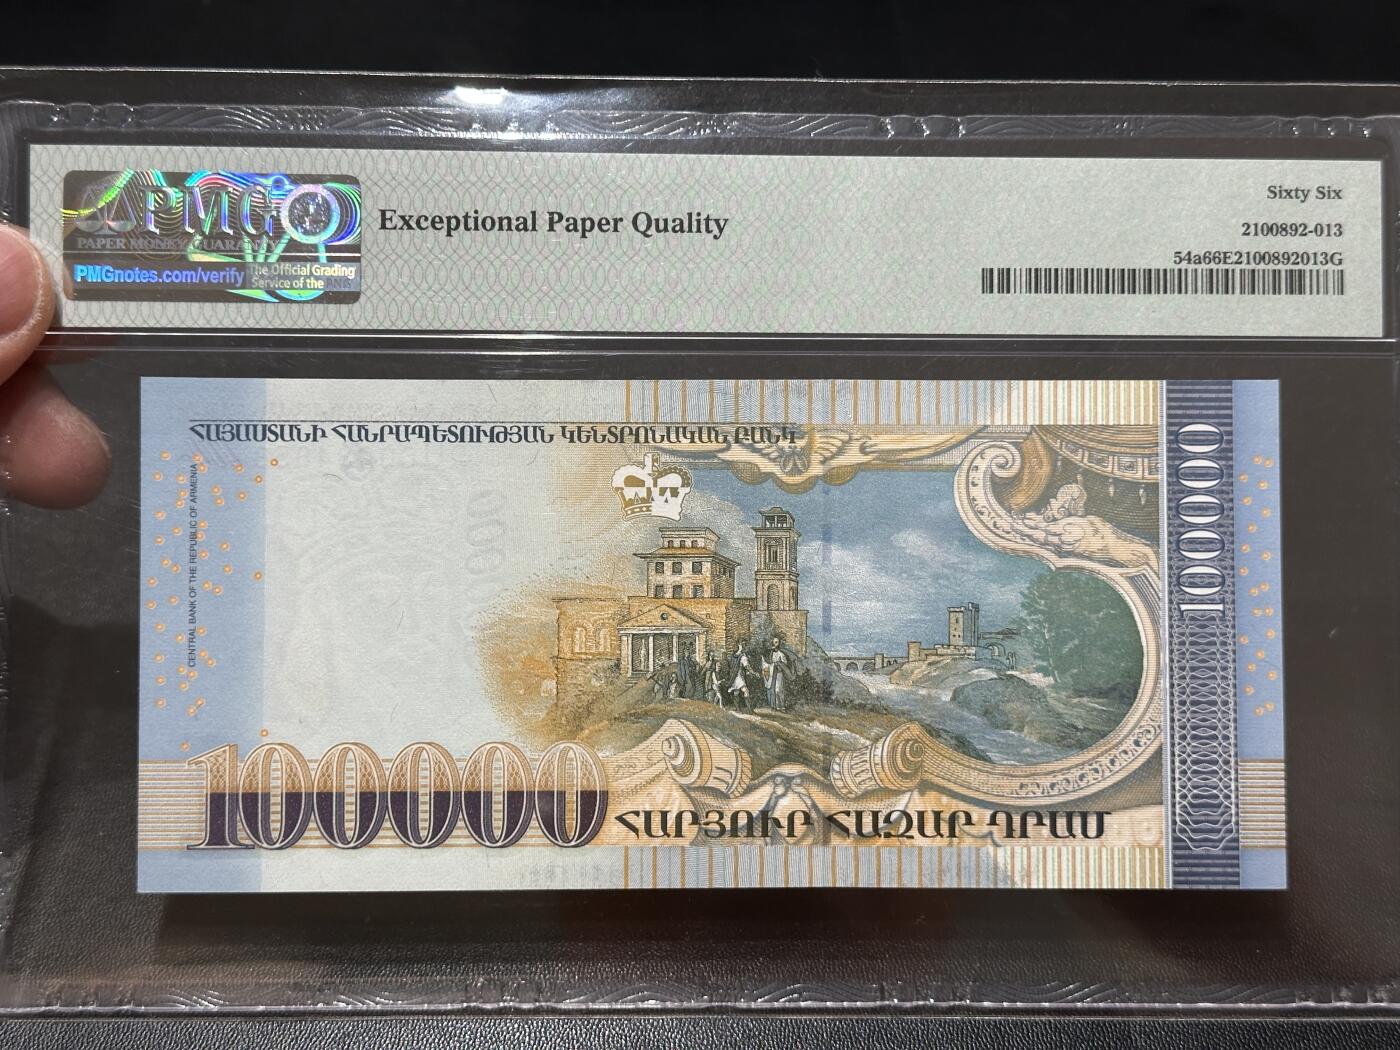 PMG
PAPER MONEY GUARANTY
PMGnotes.com/verify
The Official Grading
Service of the ANA
Exceptional Paper Quality
Sixty Six
2100892-013
54a66E2100892013G
ՀԱՅԱՍՏԱՆԻ ՀԱՆՐԱՊԵՏՈՒԹՅԱՆ ԿԵՆՏՐՈՆԱԿԱՆ ԲԱՆԿ
CENTRAL BANK OF THE REPUBLIC OF ARMENIA
100000
100000
ՀԱՐՅՈՒՐ ՀԱԶԱՐ ԴՐԱՄ